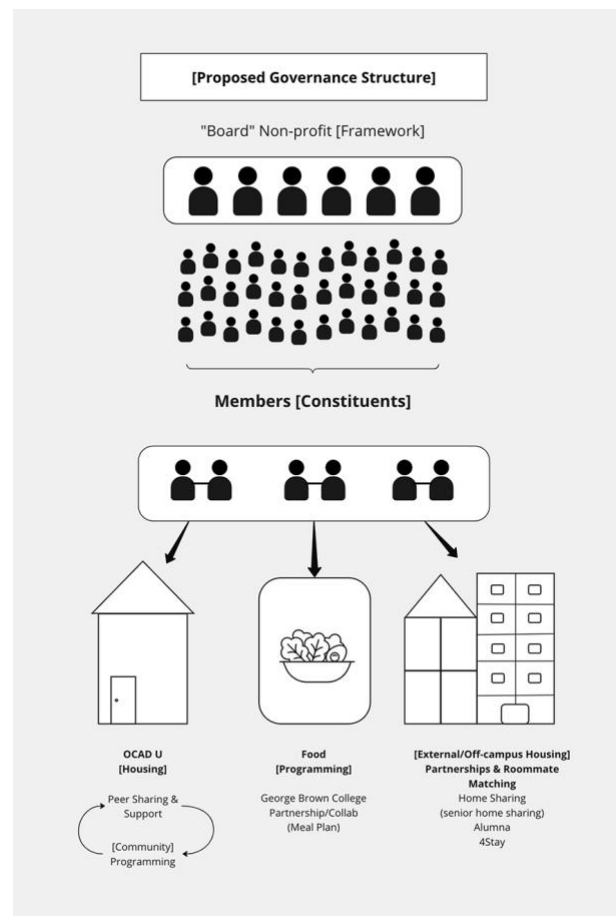 [Proposed Governance Structure]
"Board" Non-profit [Framework]
Members [Constituents]
OCAD U
[Housing]
Peer Sharing &
Support
[Community]
Programming
Food
[Programming]
George Brown College
Partnership/Collab
(Meal Plan)
[External/Off-campus Housing]
Partnerships & Roommate
Matching
Home Sharing
(senior home sharing)
Alumna
4Stay